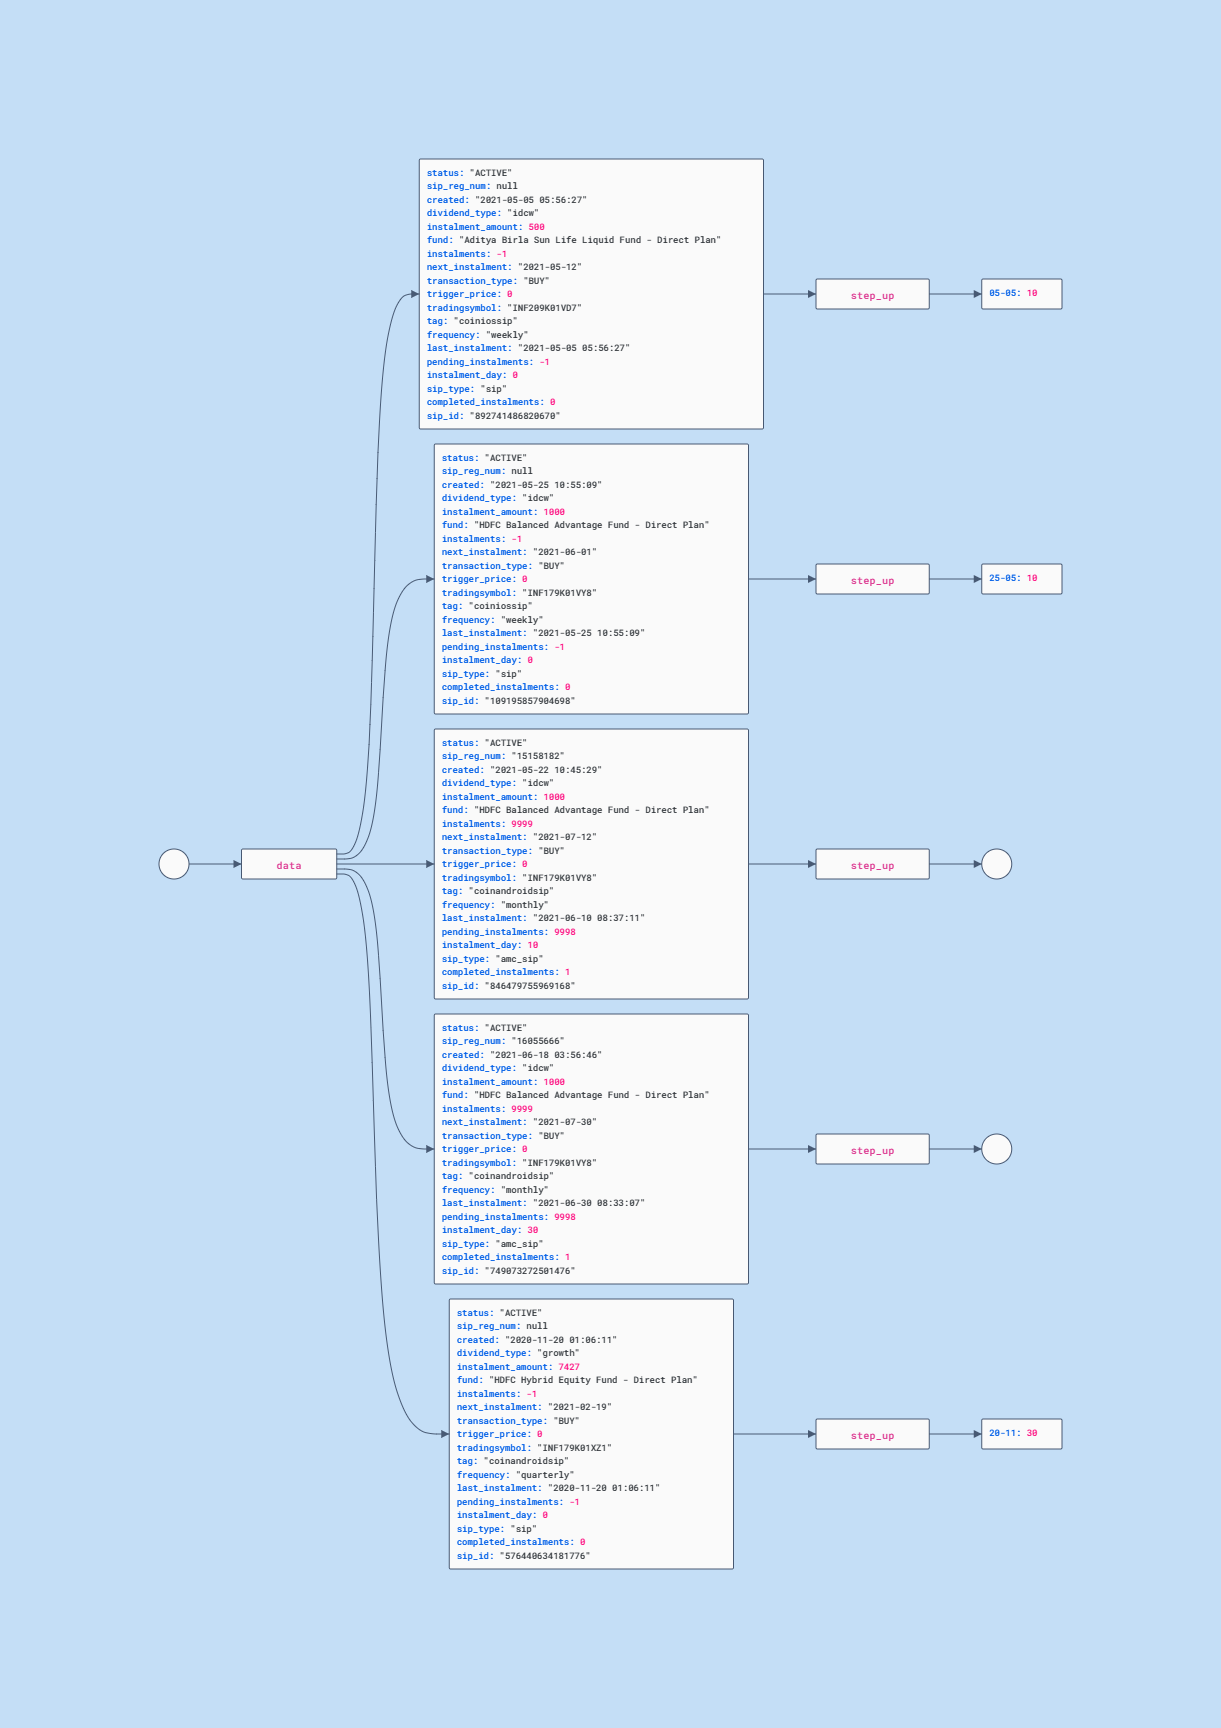 status: "ACTIVE"
sip_reg_num: null
created: "2021-05-05 05:56:27"
dividend_type: "idcw"
instalment_amount: 500
fund: "Aditya Birla Sun Life Liquid Fund - Direct Plan"
instalments: -1
next_instalment: "2021-05-12"
transaction_type: "BUY"
trigger_price: 0
tradingsymbol: "INF209K01VD7"
tag: "coiniossip"
frequency: "weekly"
last_instalment: "2021-05-05 05:56:27"
pending_instalments: -1
instalment_day: 0
sip_type: "sip"
completed_instalments: 0
sip_id: "892741486820670"
step_up
05-05: 10
status: "ACTIVE"
sip_reg_num: null
created: "2021-05-25 10:55:09"
dividend_type: "idcw"
instalment_amount: 1000
fund: "HDFC Balanced Advantage Fund - Direct Plan"
instalments: -1
next_instalment: "2021-06-01"
transaction_type: "BUY"
trigger_price: 0
tradingsymbol: "INF179K01VY8"
tag: "coiniossip"
frequency: "weekly"
last_instalment: "2021-05-25 10:55:09"
pending_instalments: -1
instalment_day: 0
sip_type: "sip"
completed_instalments: 0
sip_id: "109195857904698"
step_up
25-05: 10
data
status: "ACTIVE"
sip_reg_num: "15158182"
created: "2021-05-22 10:45:29"
dividend_type: "idcw"
instalment_amount: 1000
fund: "HDFC Balanced Advantage Fund - Direct Plan"
instalments: 9999
next_instalment: "2021-07-12"
transaction_type: "BUY"
trigger_price: 0
tradingsymbol: "INF179K01VY8"
tag: "coinandroidsip"
frequency: "monthly"
last_instalment: "2021-06-10 08:37:11"
pending_instalments: 9998
instalment_day: 10
sip_type: "amc_sip"
completed_instalments: 1
sip_id: "846479755969168"
step_up
status: "ACTIVE"
sip_reg_num: "16055666"
created: "2021-06-18 03:56:46"
dividend_type: "idcw"
instalment_amount: 1000
fund: "HDFC Balanced Advantage Fund - Direct Plan"
instalments: 9999
next_instalment: "2021-07-30"
transaction_type: "BUY"
trigger_price: 0
tradingsymbol: "INF179K01VY8"
tag: "coinandroidsip"
frequency: "monthly"
last_instalment: "2021-06-30 08:33:07"
pending_instalments: 9998
instalment_day: 30
sip_type: "amc_sip"
completed_instalments: 1
sip_id: "749073272501476"
step_up
status: "ACTIVE"
sip_reg_num: null
created: "2020-11-20 01:06:11"
dividend_type: "growth"
instalment_amount: 7427
fund: "HDFC Hybrid Equity Fund - Direct Plan"
instalments: -1
next_instalment: "2021-02-19"
transaction_type: "BUY"
trigger_price: 0
tradingsymbol: "INF179K01XZ1"
tag: "coinandroidsip"
frequency: "quarterly"
last_instalment: "2020-11-20 01:06:11"
pending_instalments: -1
instalment_day: 0
sip_type: "sip"
completed_instalments: 0
sip_id: "576440634181776"
step_up
20-11: 30